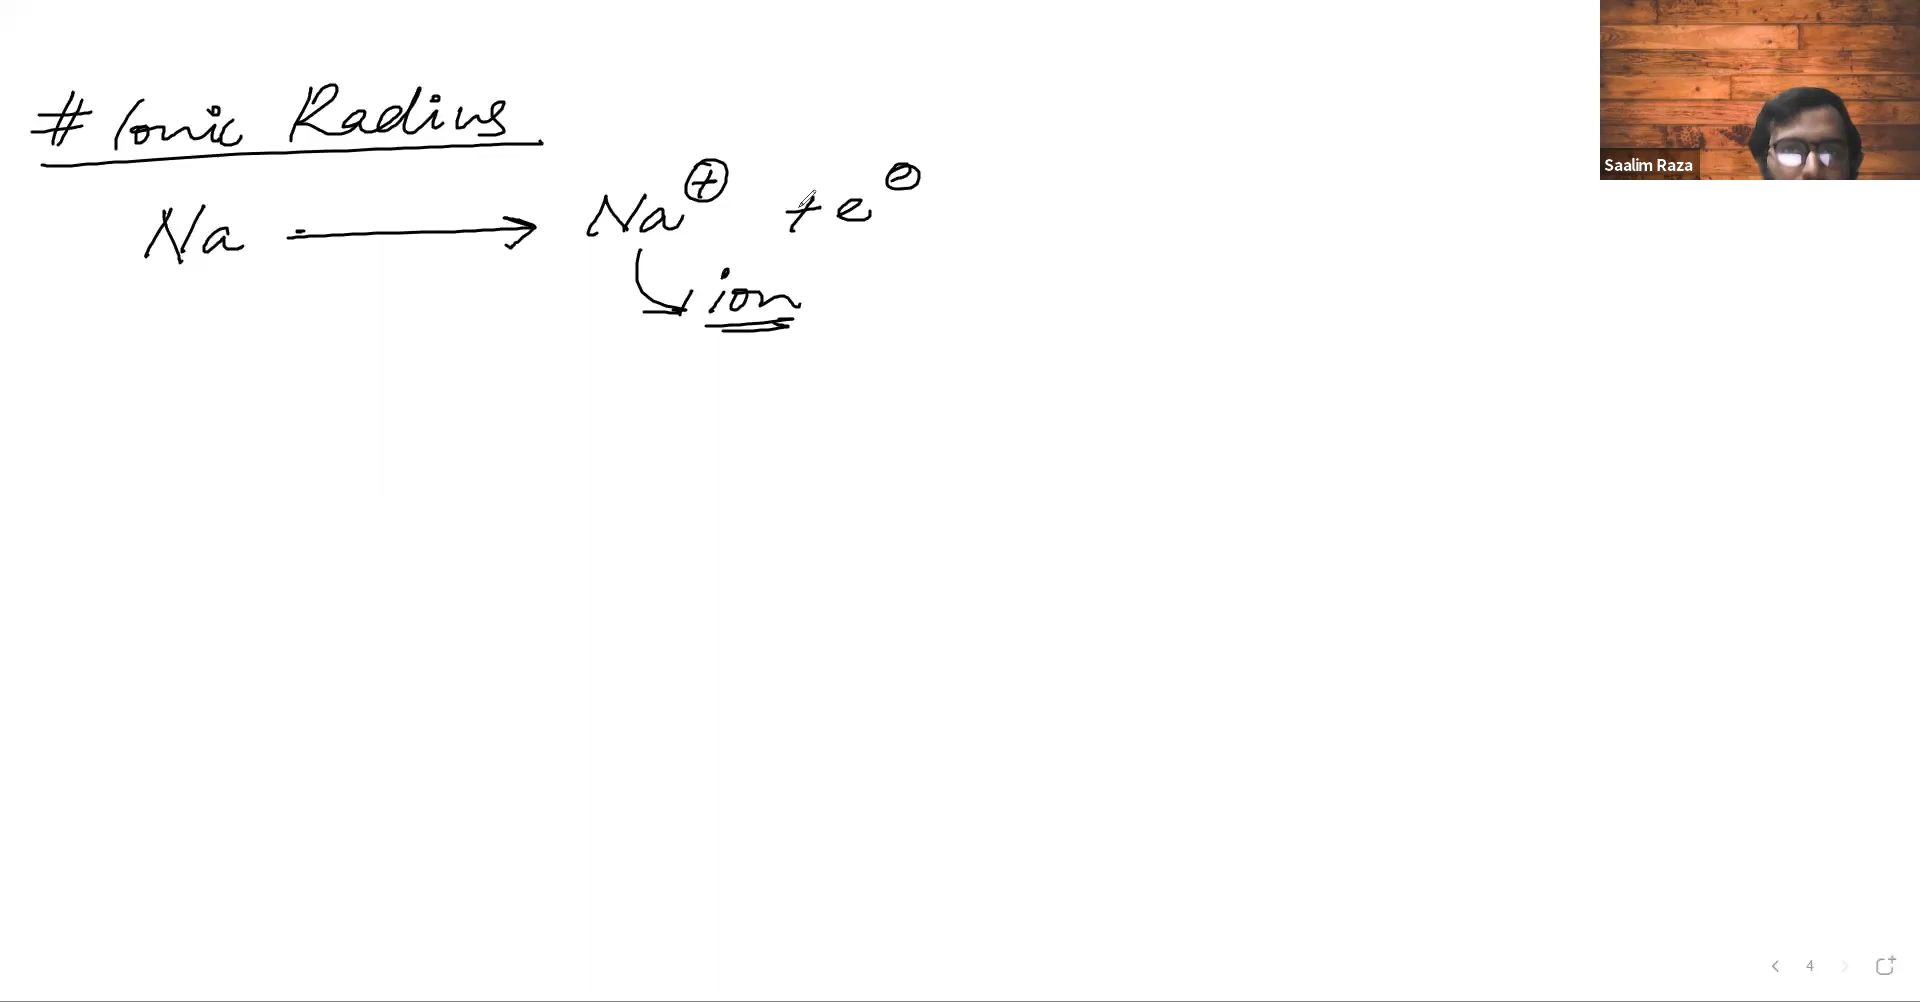 # Ionic Radius
Na → Na⊕ + e⊖
ion
Saalim Raza
4